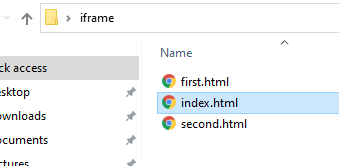 iframe
ck access
Name
sktop
first.html
wnloads
index.html
cuments
second.html
ctures